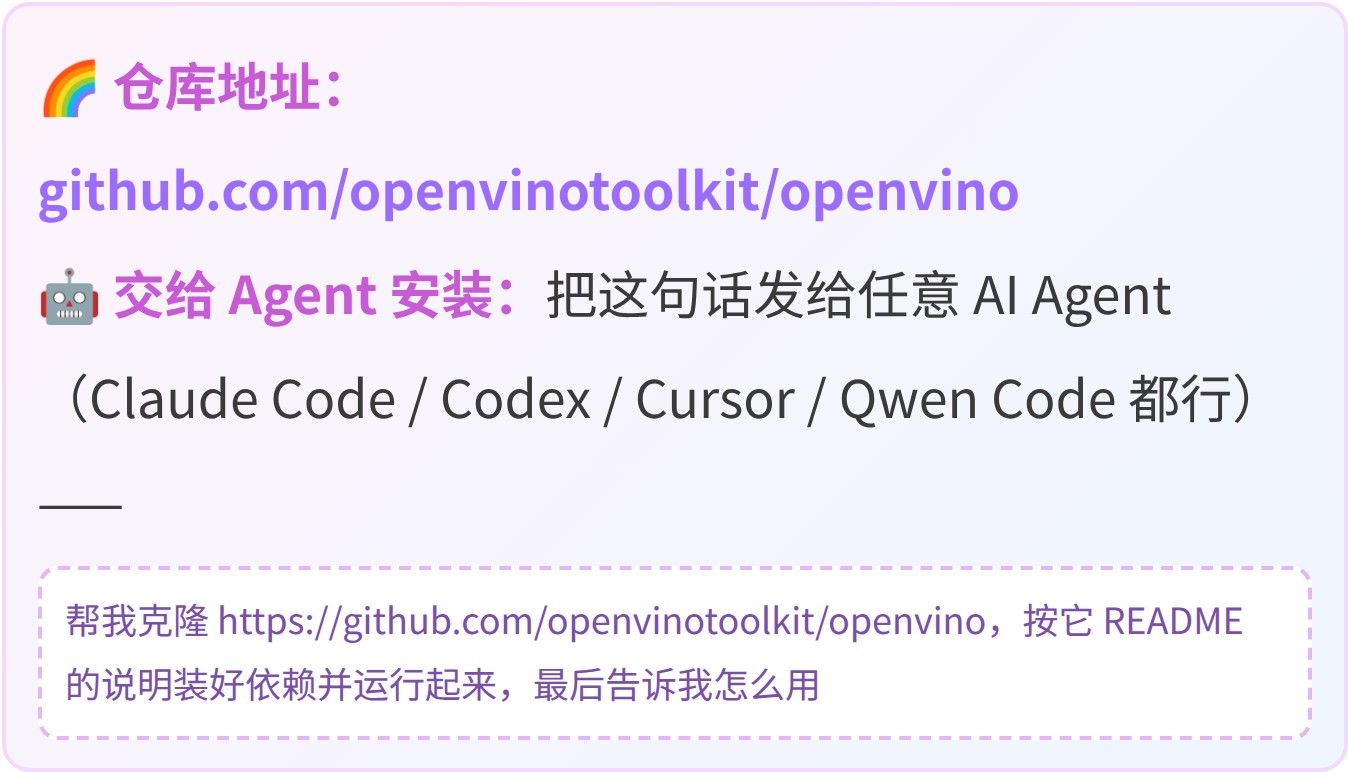 🌈 仓库地址：
github.com/openvinotoolkit/openvino
🤖 交给 Agent 安装：把这句话发给任意 AI Agent
（Claude Code / Codex / Cursor / Qwen Code 都行）
——
帮我克隆 https://github.com/openvinotoolkit/openvino，按它 README
的说明装好依赖并运行起来，最后告诉我怎么用